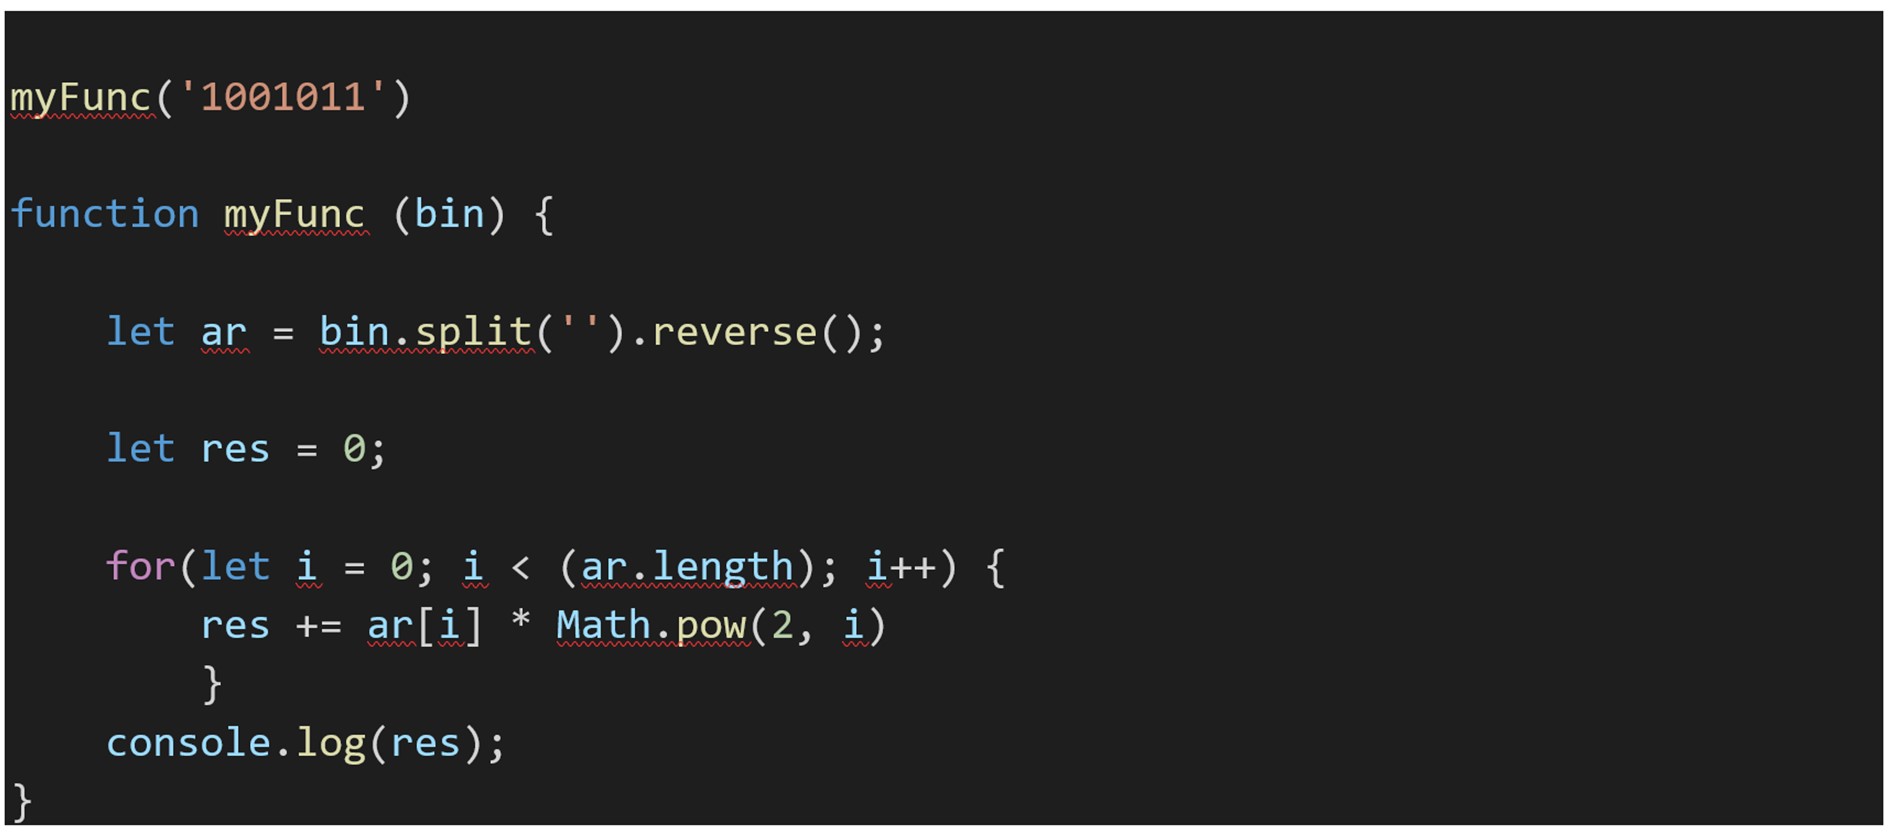 myFunc('1001011')
function myFunc (bin) {
let ar = bin.split('').reverse();
let res = 0;
for(let i = 0; i < (ar.length); i++) {
res += ar[i] * Math.pow(2, i)
}
console.log(res);
}